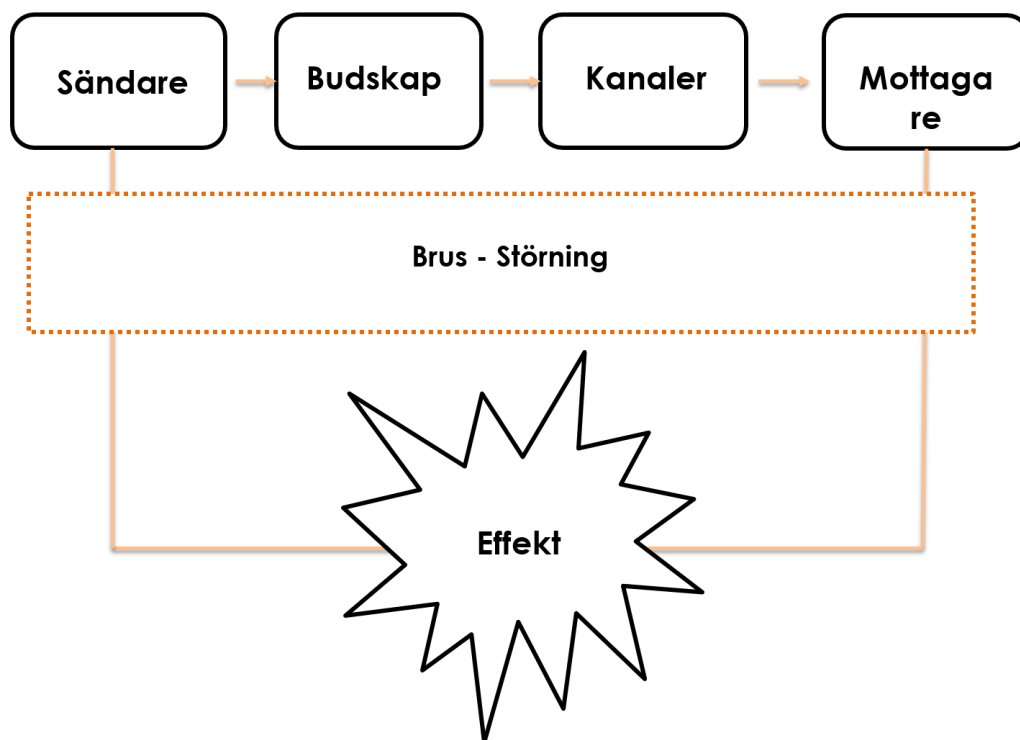 Sändare
Budskap
Kanaler
Mottaga
re
Brus - Störning
Effekt